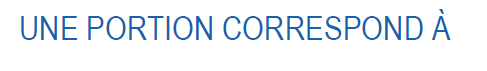 UNE PORTION CORRESPOND À